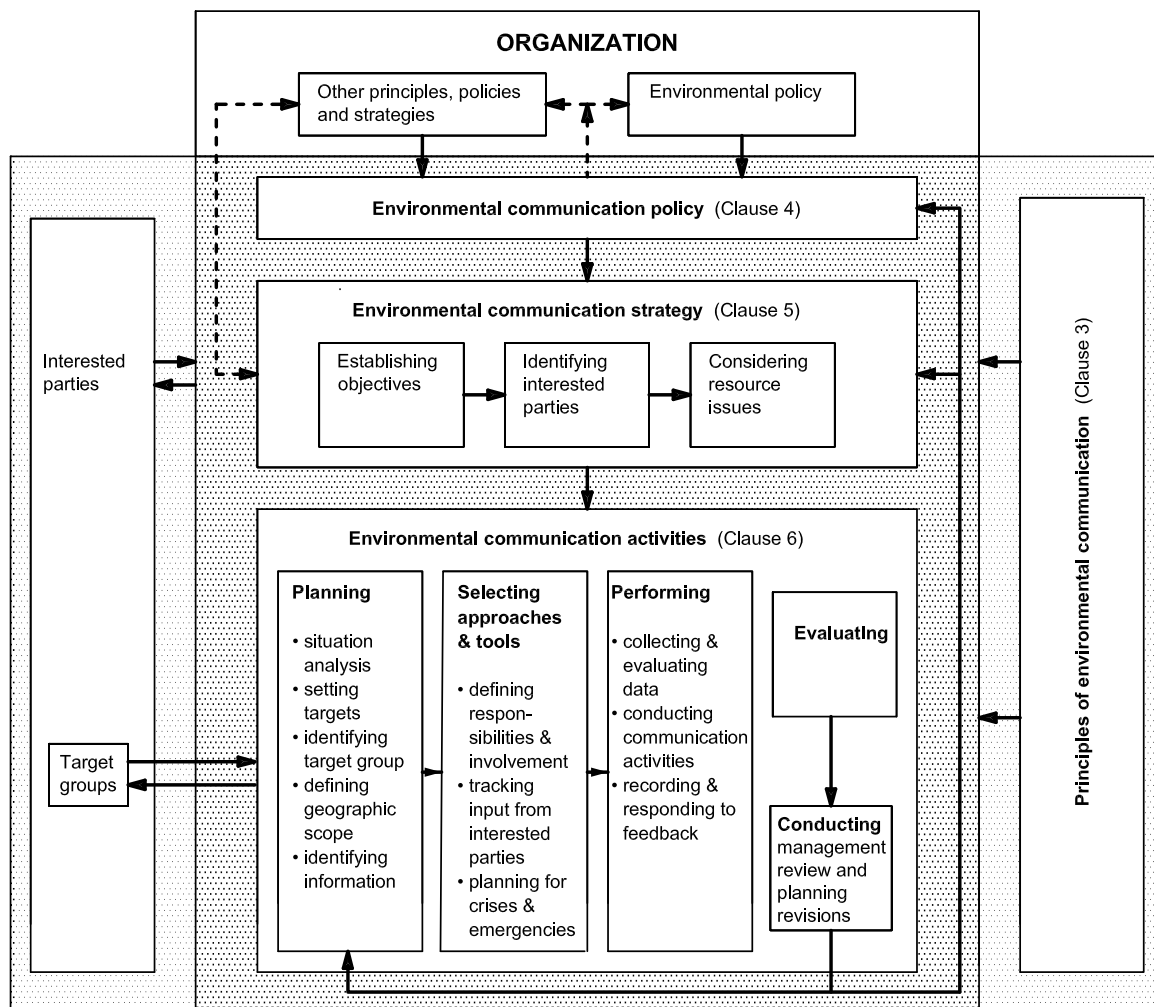 ORGANIZATION
Other principles, policies
and strategies
Environmental policy
Environmental communication policy (Clause 4)
Environmental communication strategy (Clause 5)
Establishing
objectives
Identifying
interested
parties
Considering
resource
issues
Interested
parties
Target
groups
Environmental communication activities (Clause 6)
Planning
• situation
analysis
• setting
targets
• identifying
target group
• defining
geographic
scope
• identifying
information
Selecting
approaches
& tools
• defining
respon-
sibilities &
involvement
• tracking
input from
interested
parties
• planning for
crises &
emergencies
Performing
• collecting &
evaluating
data
• conducting
communication
activities
• recording &
responding to
feedback
Evaluating
Conducting
management
review and
planning
revisions
Principles of environmental communication (Clause 3)